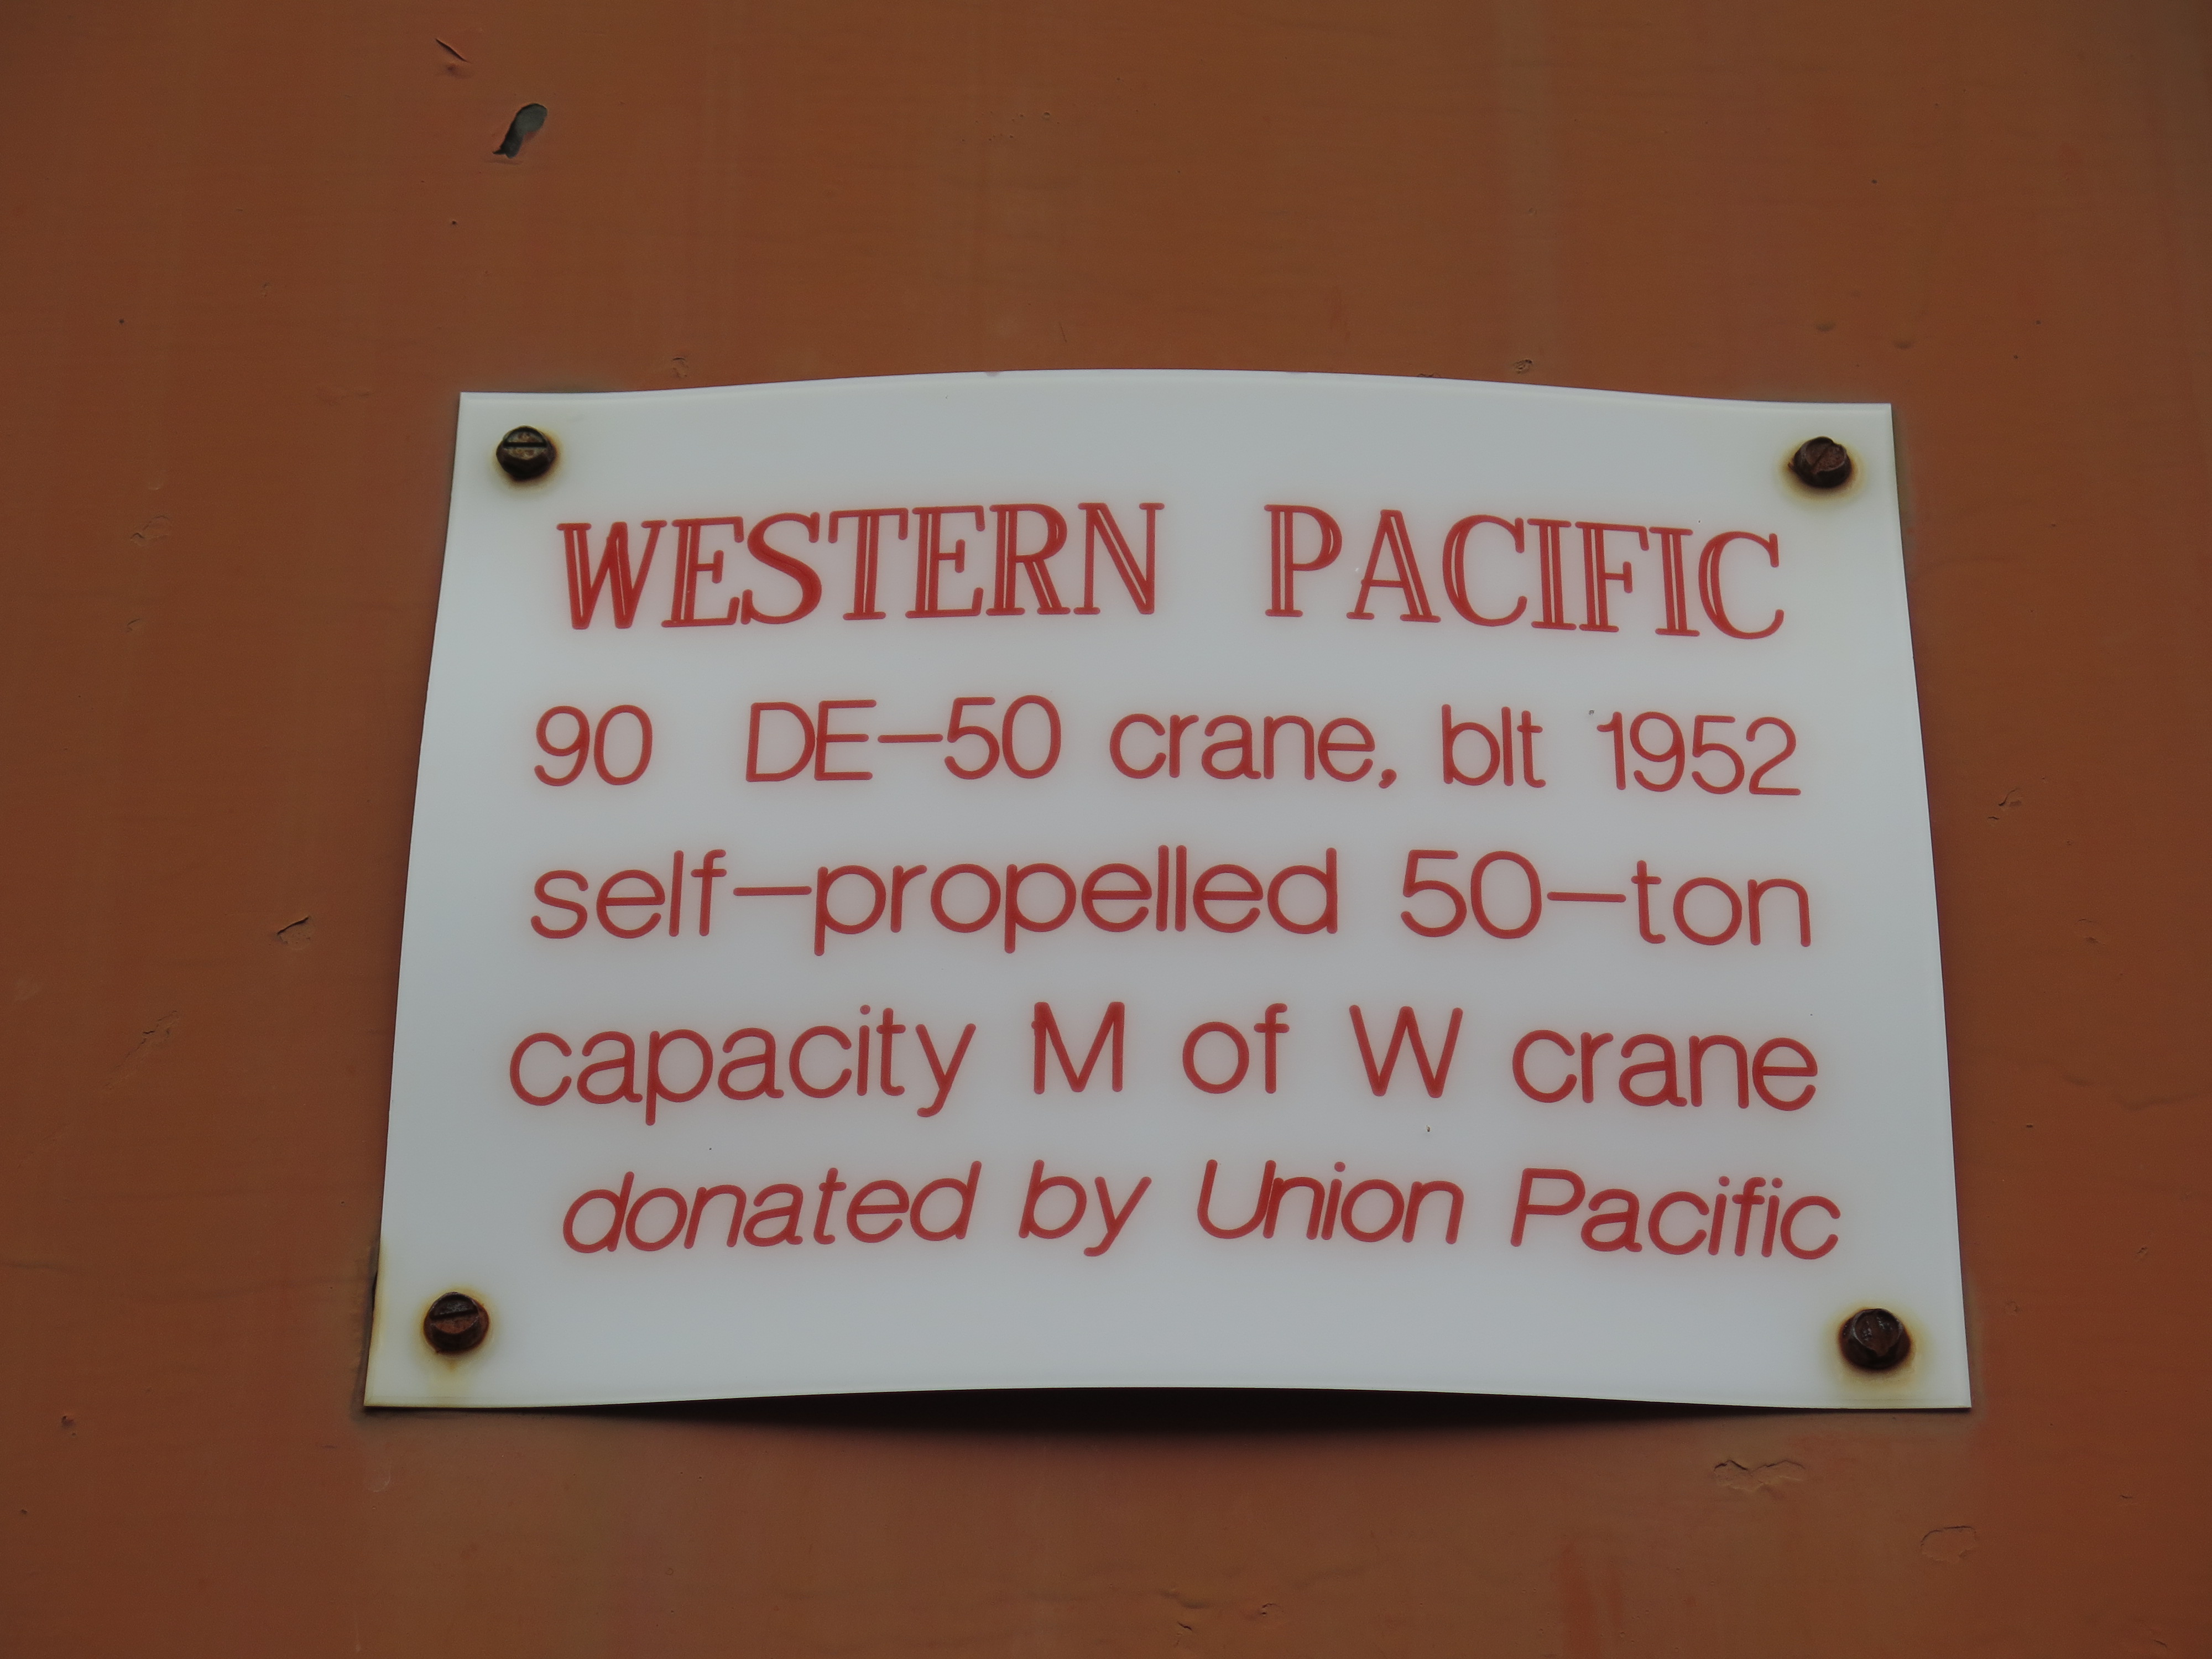 WESTERN PACIFIC
90 DE-50 crane, blt 1952
self-propelled 50-ton
capacity M of W crane
donated by Union Pacific